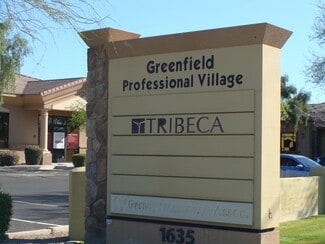 Greenfield
Professional Village
TRIBECA
1635